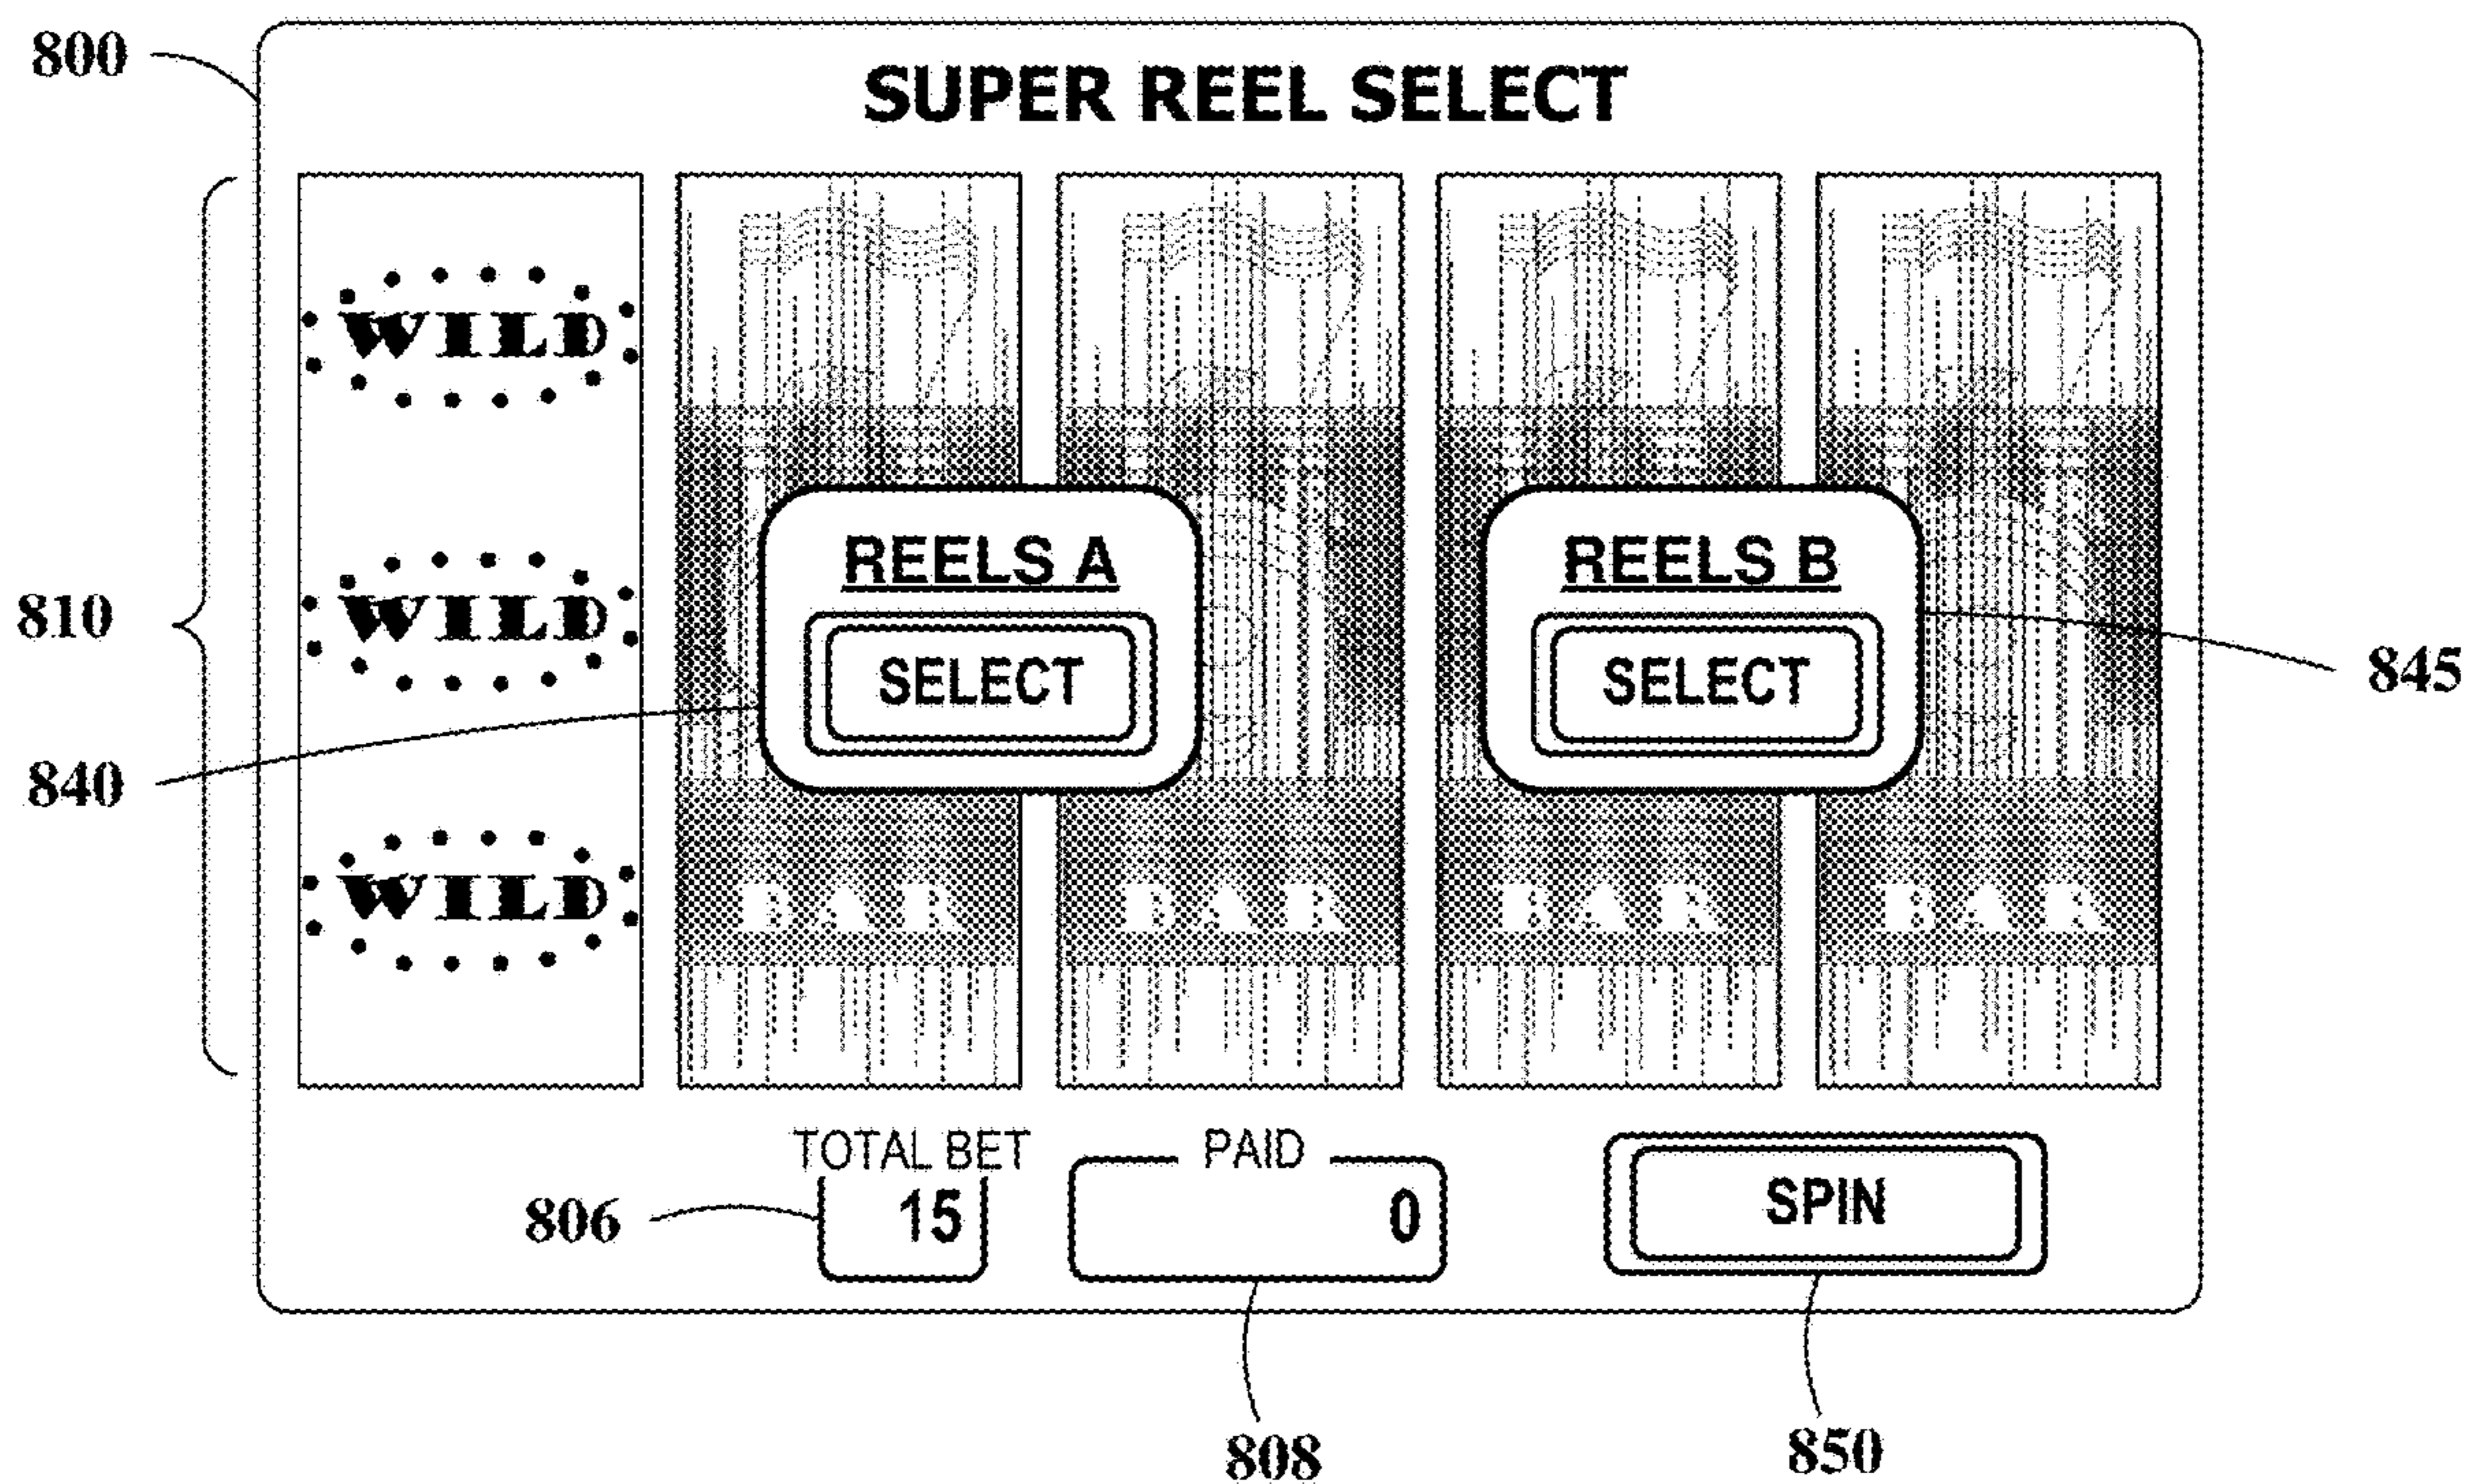 800
SUPER REEL SELECT
WILD
WILD
WILD
810
840
REELS A
SELECT
REELS B
SELECT
845
BAR
BAR
BAR
BAR
TOTAL BET
15
806
PAID
0
808
SPIN
850